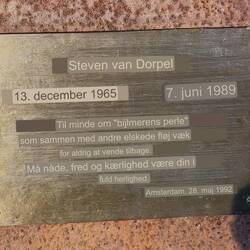 Steven van Dorpel
13. december 1965 7. juni 1989
Til minde om "bijlmerens perle"
som sammen med andre elskede fløj væk
for aldrig at vende tilbage.
Må nåde, fred og kærlighed være din i
fuld herlighed.
Amsterdam, 26. maj 1992